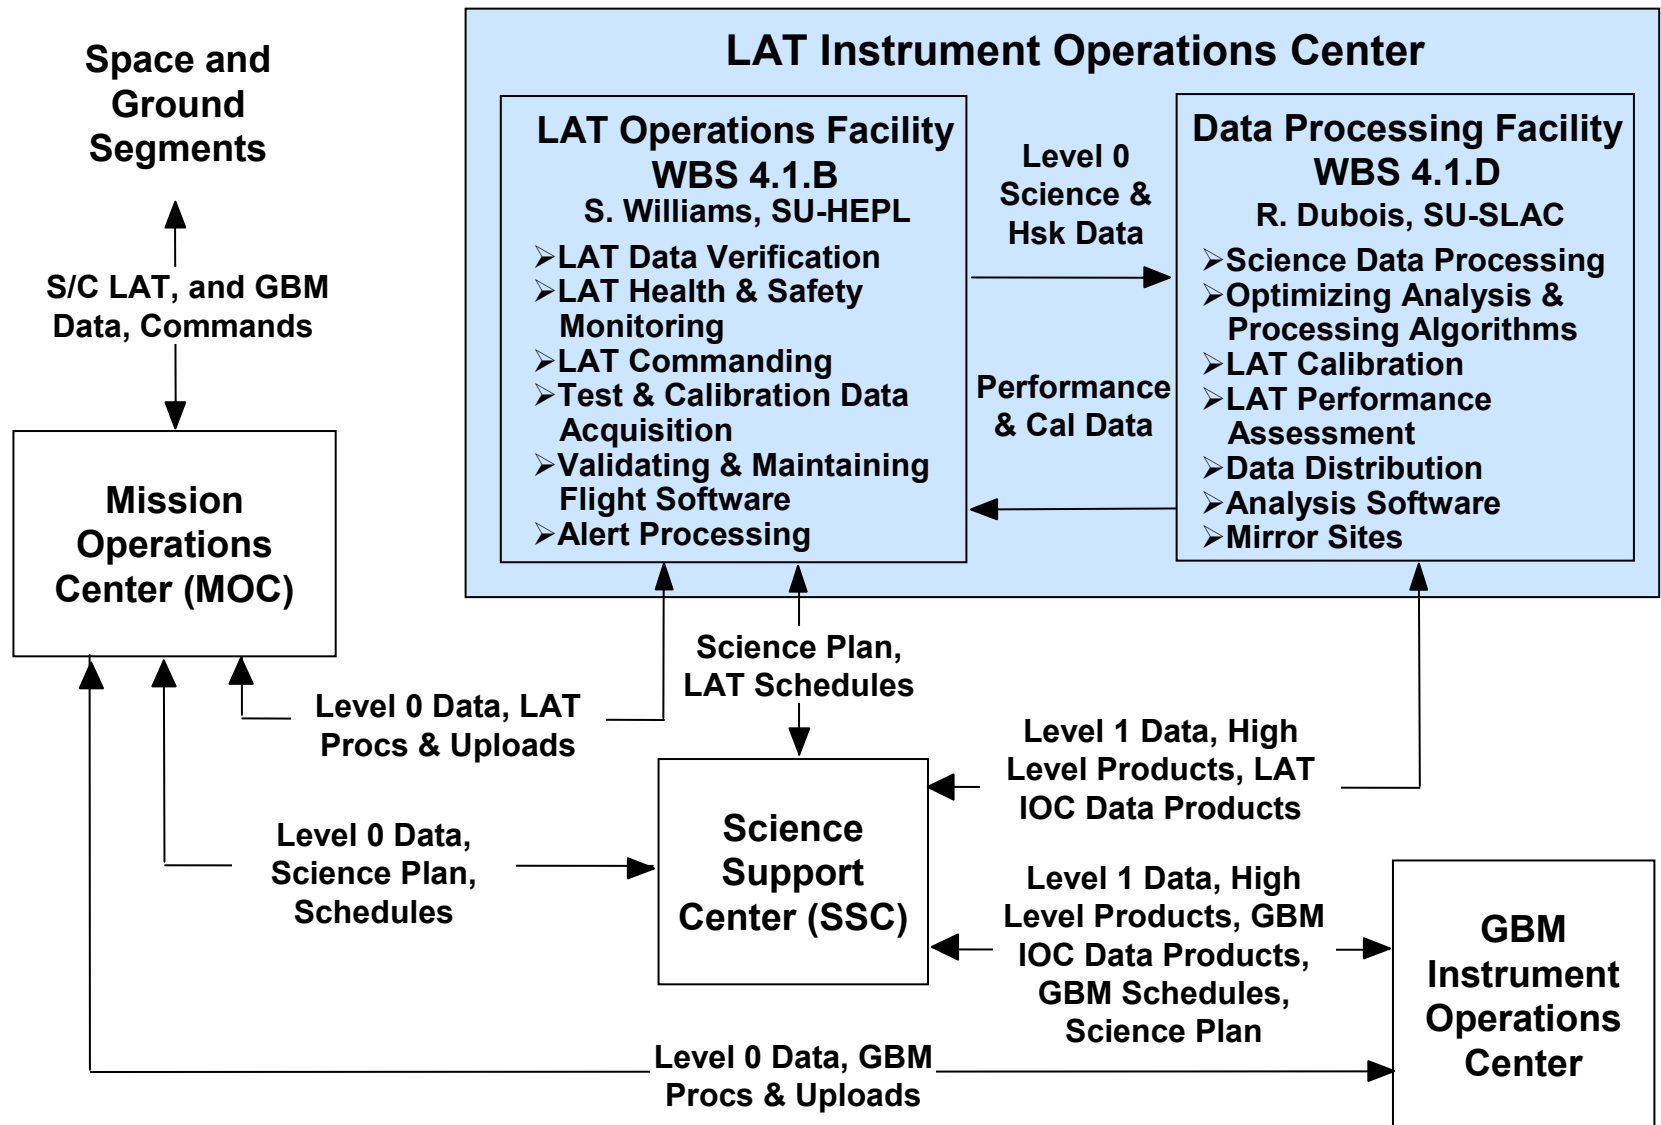 Space and
Ground
Segments
S/C LAT, and GBM
Data, Commands
Mission
Operations
Center (MOC)
LAT Instrument Operations Center
LAT Operations Facility
WBS 4.1.B
S. Williams, SU-HEPL
➢LAT Data Verification
➢LAT Health & Safety
Monitoring
➢LAT Commanding
➢Test & Calibration Data
Acquisition
➢Validating & Maintaining
Flight Software
➢Alert Processing
Level 0
Science &
Hsk Data
Performance
& Cal Data
Data Processing Facility
WBS 4.1.D
R. Dubois, SU-SLAC
➢Science Data Processing
➢Optimizing Analysis &
Processing Algorithms
➢LAT Calibration
➢LAT Performance
Assessment
➢Data Distribution
➢Analysis Software
➢Mirror Sites
Science Plan,
LAT Schedules
Level 0 Data, LAT
Procs & Uploads
Level 1 Data, High
Level Products, LAT
IOC Data Products
Level 0 Data,
Science Plan,
Schedules
Science
Support
Center (SSC)
Level 1 Data, High
Level Products, GBM
IOC Data Products,
GBM Schedules,
Science Plan
GBM
Instrument
Operations
Center
Level 0 Data, GBM
Procs & Uploads